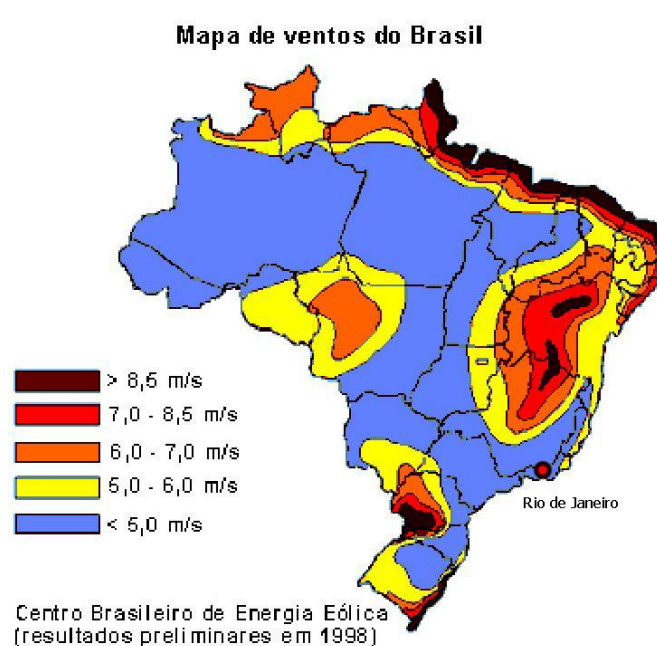 Mapa de ventos do Brasil
> 8,5 m/s
7,0 - 8,5 m/s
6,0 - 7,0 m/s
5,0 - 6,0 m/s
< 5,0 m/s
Rio de Janeiro
Centro Brasileiro de Energia Eólica
(resultados preliminares em 1998)